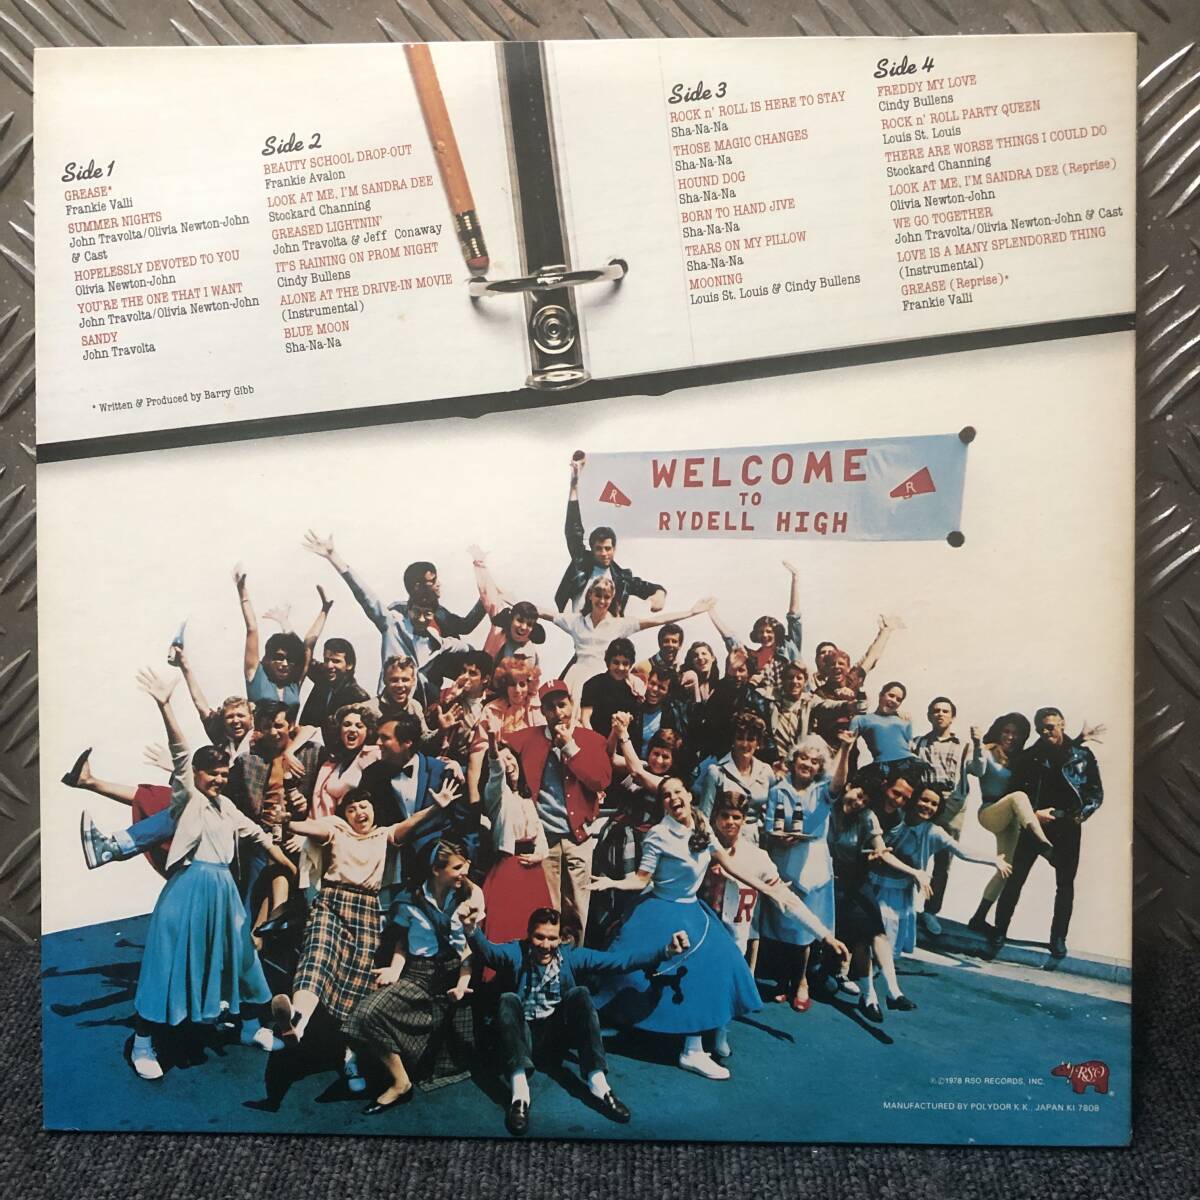 Side 1
GREASE*
Frankie Valli
SUMMER NIGHTS
John Travolta/Olivia Newton-John
& Cast
HOPELESSLY DEVOTED TO YOU
Olivia Newton-John
YOU'RE THE ONE THAT I WANT
John Travolta/Olivia Newton-John
SANDY
John Travolta
* Written & Produced by Barry Gibb
Side 2
BEAUTY SCHOOL DROP-OUT
Frankie Avalon
LOOK AT ME, I'M SANDRA DEE
Stockard Channing
GREASED LIGHTNIN'
John Travolta & Jeff Conaway
IT'S RAINING ON PROM NIGHT
Cindy Bullens
ALONE AT THE DRIVE-IN MOVIE
(Instrumental)
BLUE MOON
Sha-Na-Na
Side 3
ROCK n' ROLL IS HERE TO STAY
Sha-Na-Na
THOSE MAGIC CHANGES
Sha-Na-Na
HOUND DOG
Sha-Na-Na
BORN TO HAND JIVE
Sha-Na-Na
TEARS ON MY PILLOW
Sha-Na-Na
MOONING
Louis St. Louis & Cindy Bullens
Side 4
FREDDY MY LOVE
Cindy Bullens
ROCK n' ROLL PARTY QUEEN
Louis St. Louis
THERE ARE WORSE THINGS I COULD DO
Stockard Channing
LOOK AT ME, I'M SANDRA DEE (Reprise)
Olivia Newton-John
WE GO TOGETHER
John Travolta/Olivia Newton-John & Cast
LOVE IS A MANY SPLENDORED THING
(Instrumental)
GREASE (Reprise)*
Frankie Valli
WELCOME
TO
RYDELL HIGH
R
R
R
℗©1978 RSO RECORDS, INC.
RSO
MANUFACTURED BY POLYDOR K.K., JAPAN KI 7808